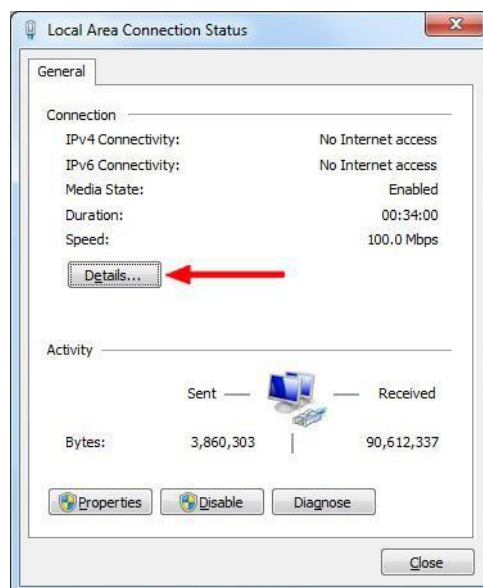 Local Area Connection Status
General
Connection
IPv4 Connectivity: No Internet access
IPv6 Connectivity: No Internet access
Media State: Enabled
Duration: 00:34:00
Speed: 100.0 Mbps
Details...
Activity
Sent Received
Bytes: 3,860,303 90,612,337
Properties Disable Diagnose
Close